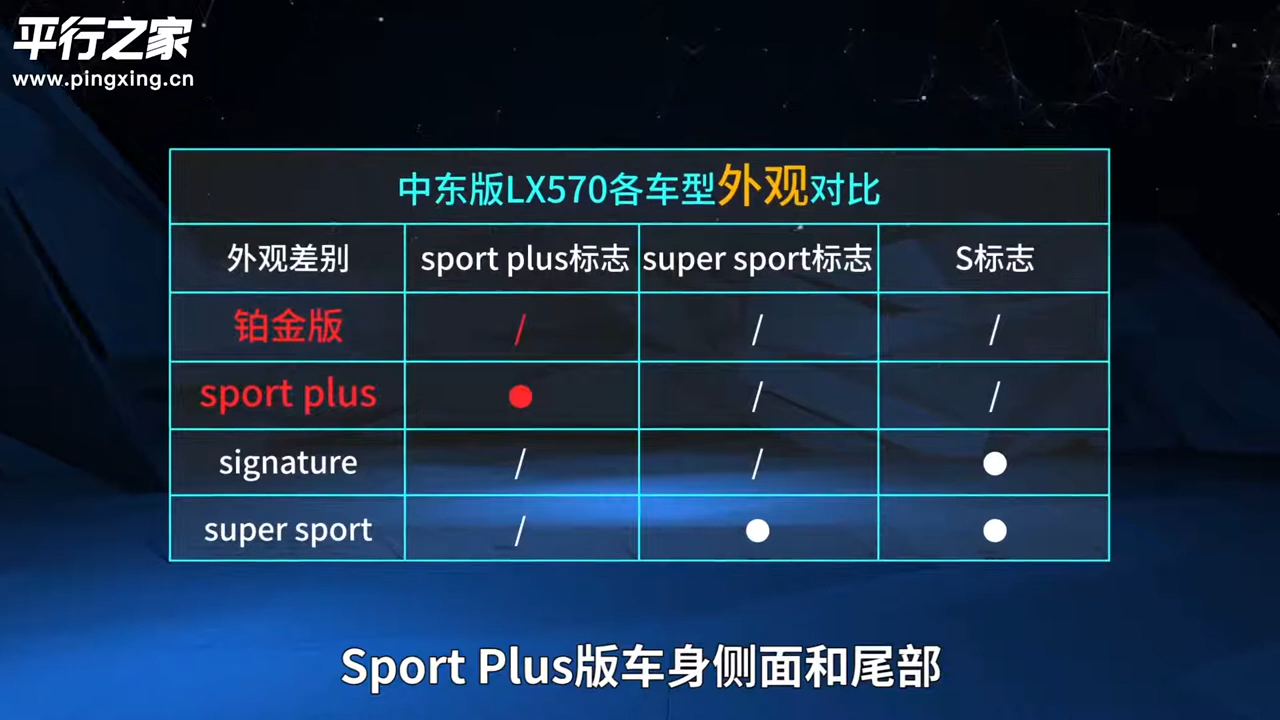 平行之家
www.pingxing.cn
中东版LX570各车型外观对比
外观差别 sport plus标志 super sport标志 S标志
铂金版 / / /
sport plus ● / /
signature / / ●
super sport / ● ●
Sport Plus版车身侧面和尾部